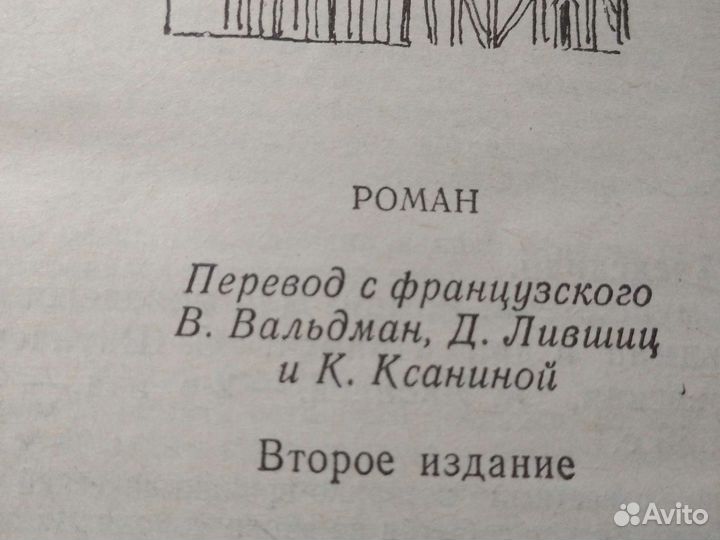 РОМАН
Перевод с французского
В. Вальдман, Д. Лившиц
и К. Ксаниной
Второе издание
Avito